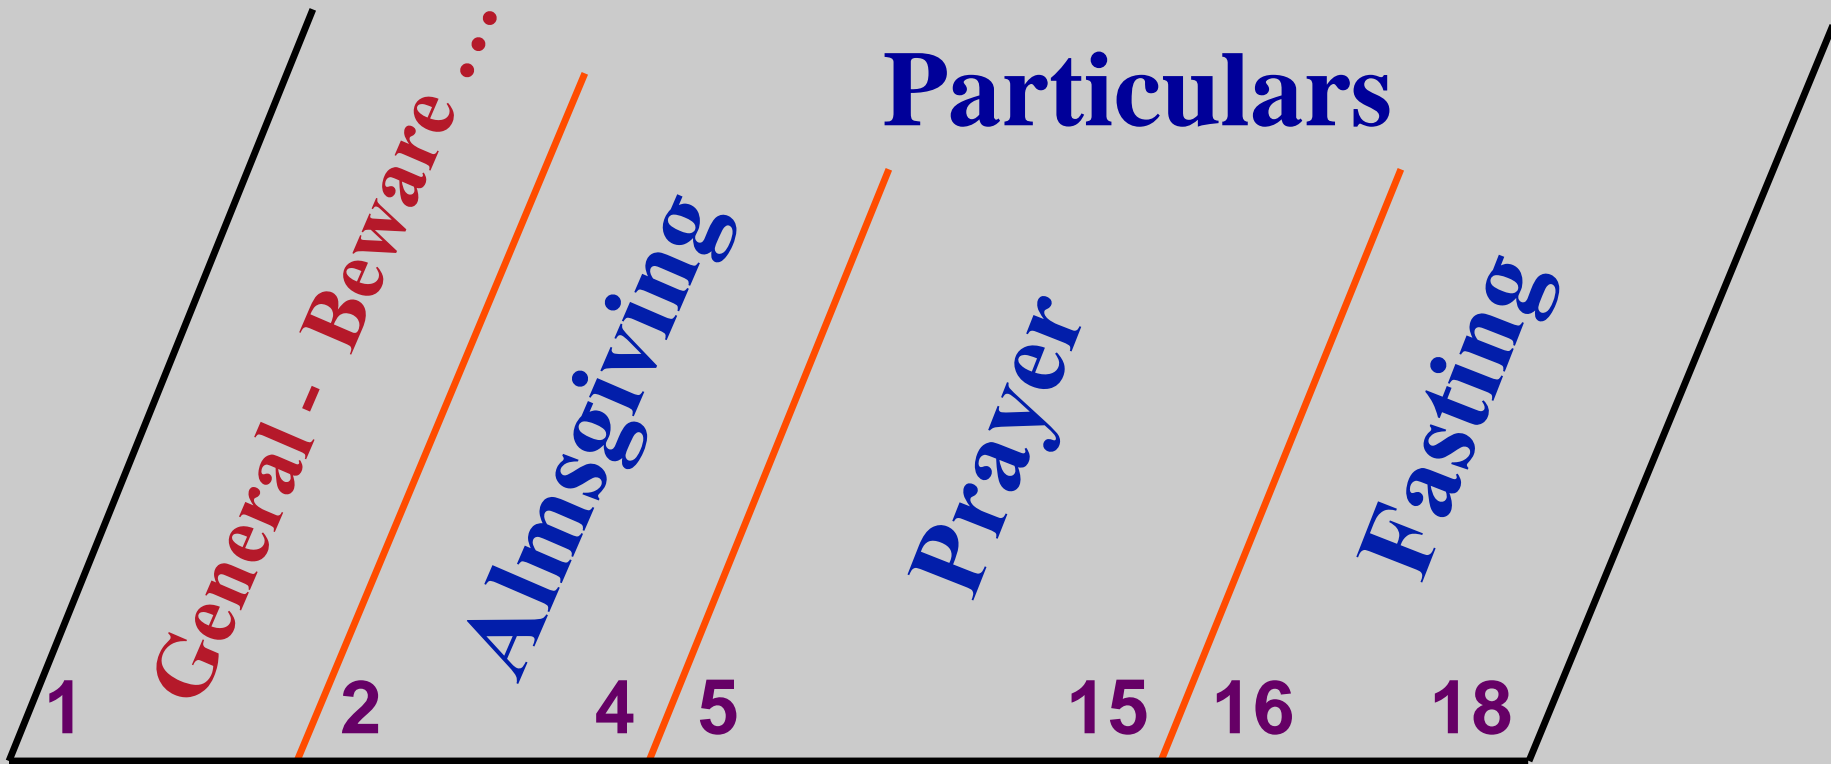 Particulars
General - Beware ...
Almsgiving
Prayer
Fasting
1 2 4 5 15 16 18